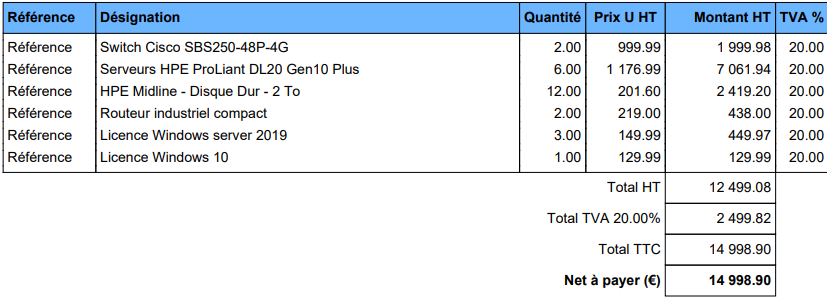 Référence Désignation Quantité Prix U HT Montant HT TVA %
Référence Switch Cisco SBS250-48P-4G 2.00 999.99 1 999.98 20.00
Référence Serveurs HPE ProLiant DL20 Gen10 Plus 6.00 1 176.99 7 061.94 20.00
Référence HPE Midline - Disque Dur - 2 To 12.00 201.60 2 419.20 20.00
Référence Routeur industriel compact 2.00 219.00 438.00 20.00
Référence Licence Windows server 2019 3.00 149.99 449.97 20.00
Référence Licence Windows 10 1.00 129.99 129.99 20.00
Total HT 12 499.08
Total TVA 20.00% 2 499.82
Total TTC 14 998.90
Net à payer (€) 14 998.90